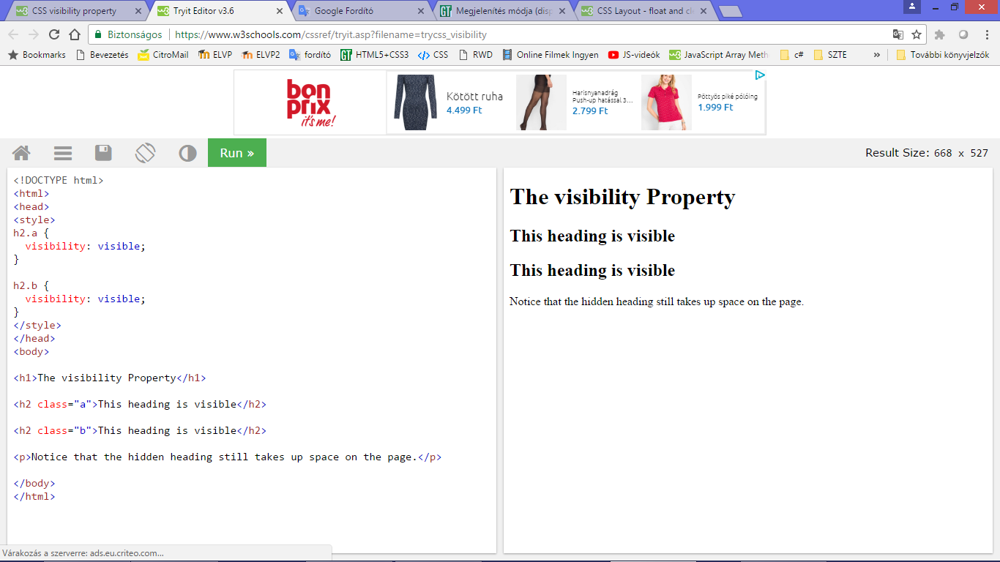 CSS visibility property
Tryit Editor v3.6
Google Fordító
Megjelenítés módja (disp
CSS Layout - float and cl
Biztonságos
https://www.w3schools.com/cssref/tryit.asp?filename=trycss_visibility
Bookmarks
Bevezetés
CitroMail
ELVP
ELVP2
fordító
HTML5+CSS3
CSS
RWD
Online Filmek Ingyen
JS-videók
JavaScript Array Meth
c#
SZTE
»
További könyvjelzők
bon
prix
it's me!
Kötött ruha
4.499 Ft
Harisnyanadrág
Push-up hatással 3...
2.799 Ft
Pöttyös piké pólóing
1.999 Ft
Run »
Result Size: 668 x 527
<!DOCTYPE html>
<html>
<head>
<style>
h2.a {
  visibility: visible;
}

h2.b {
  visibility: visible;
}
</style>
</head>
<body>

<h1>The visibility Property</h1>

<h2 class="a">This heading is visible</h2>

<h2 class="b">This heading is visible</h2>

<p>Notice that the hidden heading still takes up space on the page.</p>

</body>
</html>
The visibility Property
This heading is visible
This heading is visible
Notice that the hidden heading still takes up space on the page.
Várakozás a szerverre: ads.eu.criteo.com...